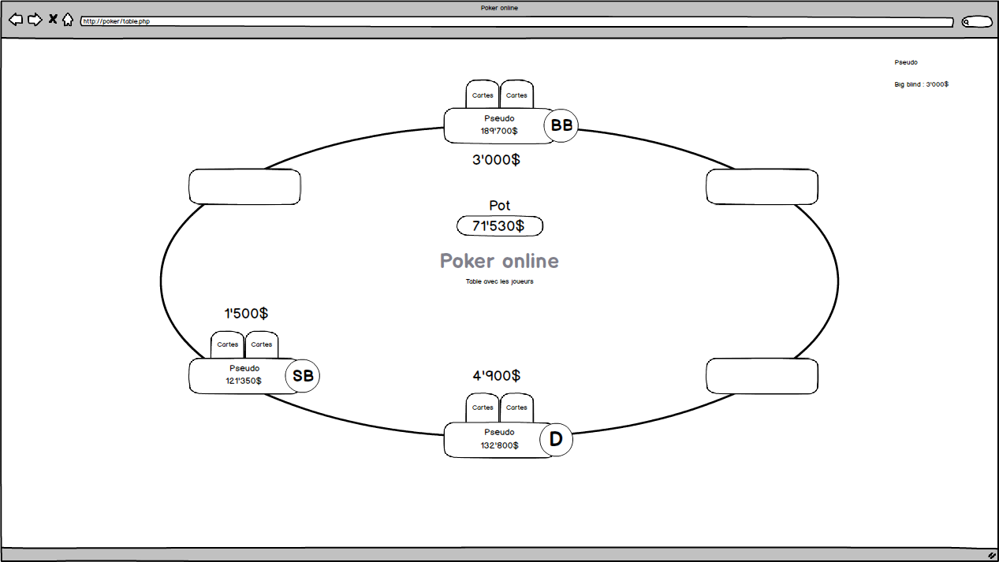 Poker online
http://poker/table.php
Pseudo
Big blind : 3'000$
Cartes Cartes
Pseudo
189'700$
BB
3'000$
Pot
71'530$
Poker online
Table avec les joueurs
1'500$
Cartes Cartes
Pseudo
121'350$
SB
4'900$
Cartes Cartes
Pseudo
132'800$
D